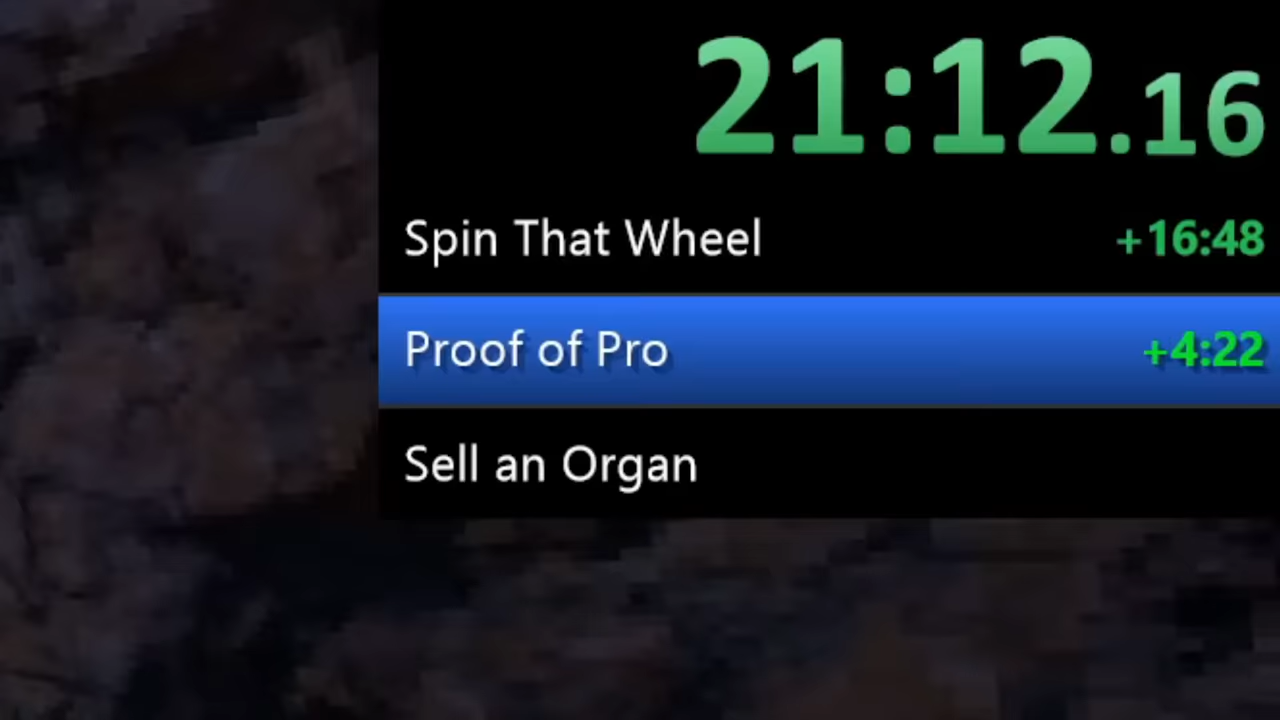 21:12.16
Spin That Wheel +16:48
Proof of Pro +4:22
Sell an Organ